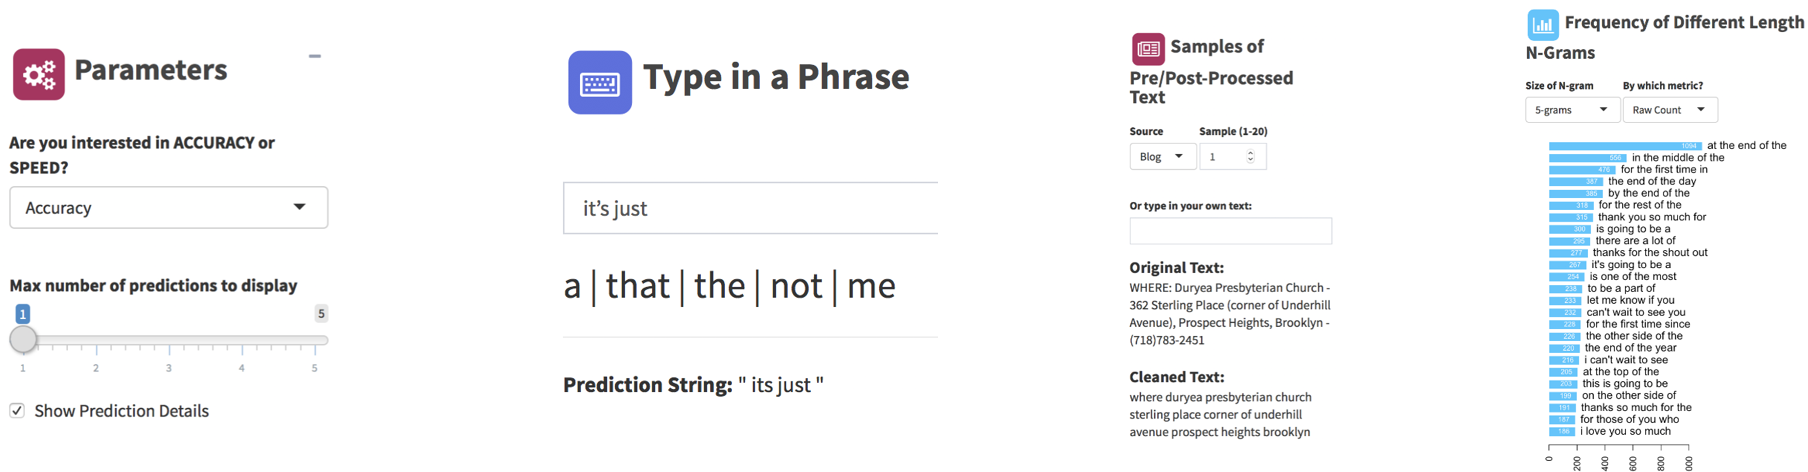 Parameters
Are you interested in ACCURACY or
SPEED?
Accuracy
Max number of predictions to display
1 5
1 2 3 4 5
Show Prediction Details
Type in a Phrase
it’s just
a | that | the | not | me
Prediction String: " its just "
Samples of
Pre/Post-Processed
Text
Source Sample (1-20)
Blog 1
Or type in your own text:
Original Text:
WHERE: Duryea Presbyterian Church -
362 Sterling Place (corner of Underhill
Avenue), Prospect Heights, Brooklyn -
(718)783-2451
Cleaned Text:
where duryea presbyterian church
sterling place corner of underhill
avenue prospect heights brooklyn
Frequency of Different Length
N-Grams
Size of N-gram By which metric?
5-grams Raw Count
1094 at the end of the
556 in the middle of the
476 for the first time in
387 the end of the day
385 by the end of the
318 for the rest of the
315 thank you so much for
300 is going to be a
295 there are a lot of
277 thanks for the shout out
267 it's going to be a
254 is one of the most
238 to be a part of
233 let me know if you
232 can't wait to see you
228 for the first time since
226 the other side of the
220 the end of the year
216 i can't wait to see
205 at the top of the
203 this is going to be
199 on the other side of
191 thanks so much for the
187 for those of you who
186 i love you so much
0 200 400 600 800 000